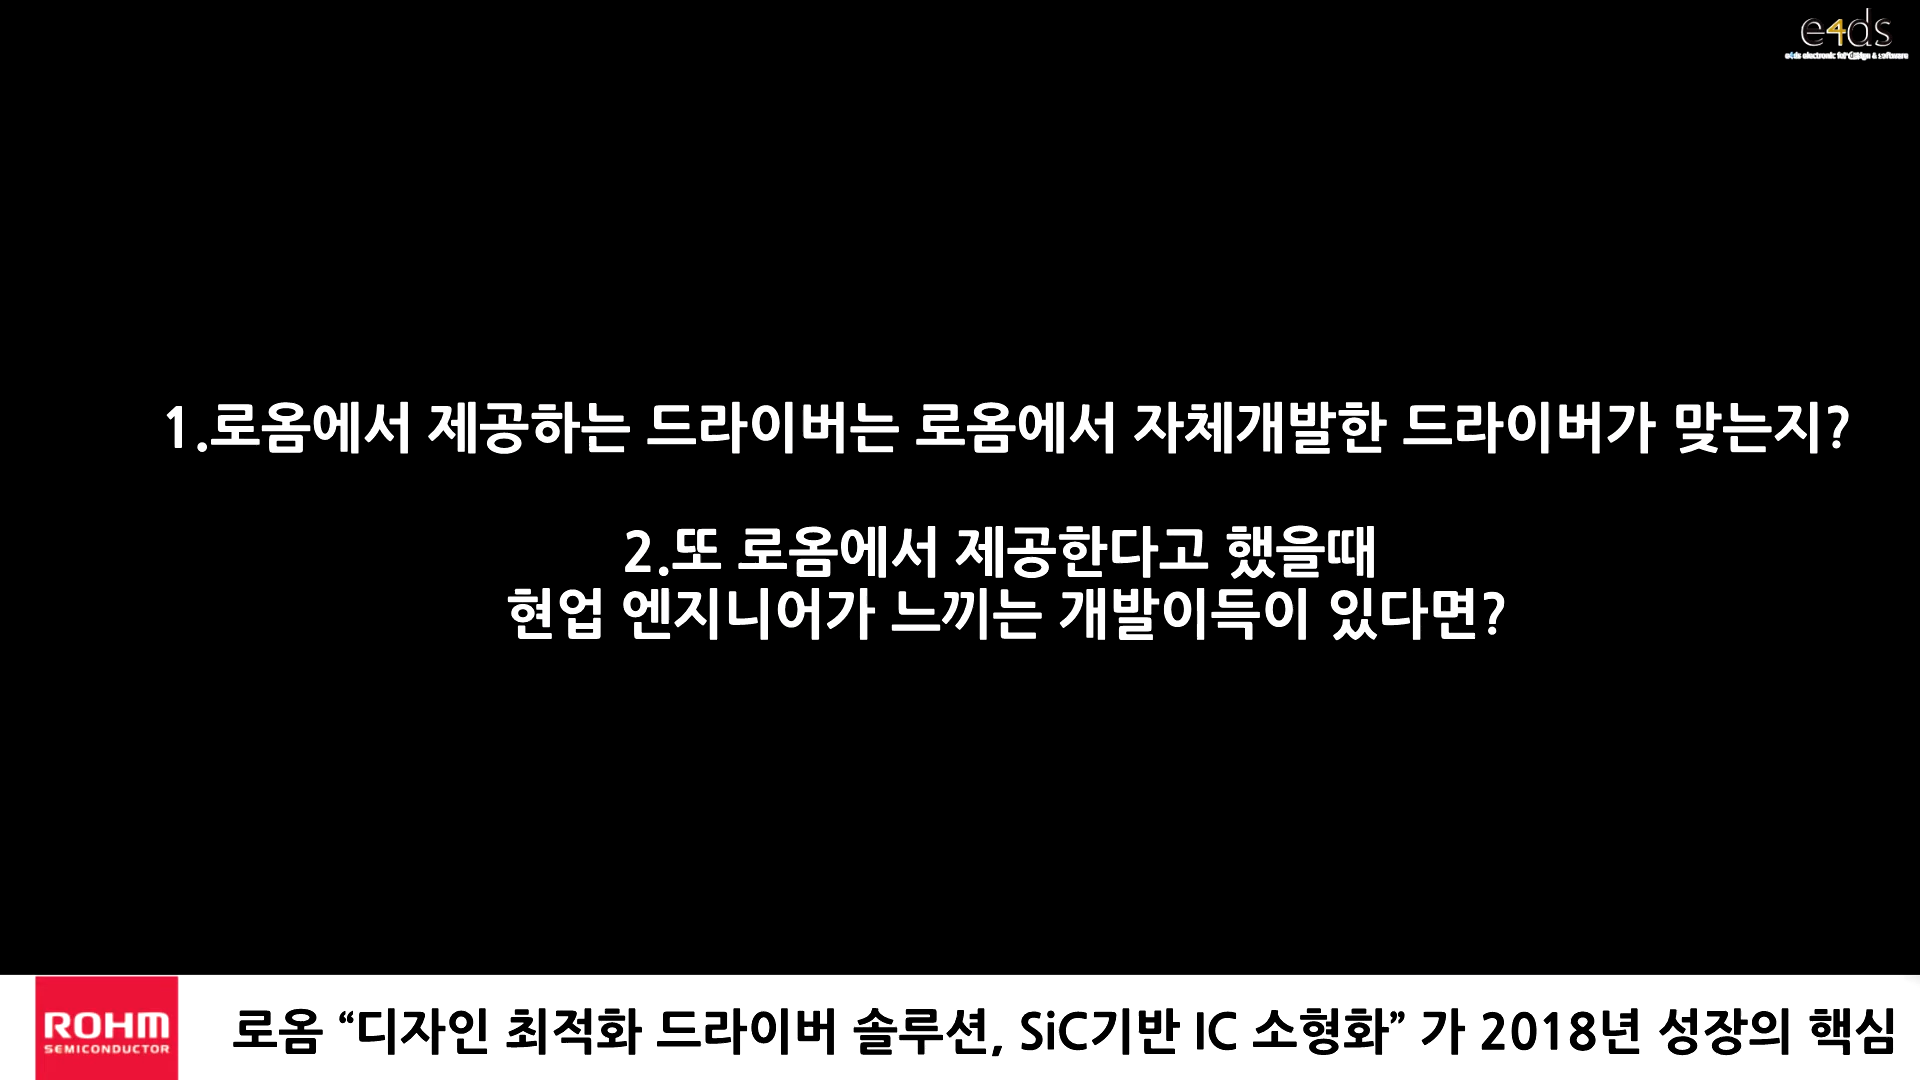 e4ds
e4ds electronic for design & software
1.로옴에서 제공하는 드라이버는 로옴에서 자체개발한 드라이버가 맞는지?
2.또 로옴에서 제공한다고 했을때
현업 엔지니어가 느끼는 개발이득이 있다면?
ROHM
SEMICONDUCTOR
로옴 “디자인 최적화 드라이버 솔루션, SiC기반 IC 소형화” 가 2018년 성장의 핵심